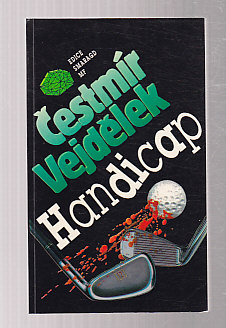 EDICE
SMARAGD
MF
Čestmír
Vejdělek
Handicap